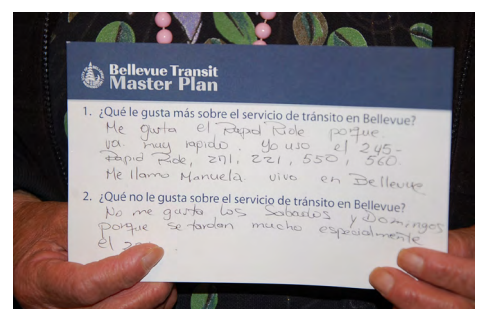 Bellevue Transit
Master Plan
1. ¿Qué le gusta más sobre el servicio de tránsito en Bellevue?
Me gusta el Rapid Ride porque
va muy rapido. Yo uso el 245-
Rapid Ride, 271, 221, 550, 560.
Me llamo Manuela vivo en Bellevue
2. ¿Qué no le gusta sobre el servicio de tránsito en Bellevue?
No me gusta los Sabados y Domingos
porque se tardan mucho especialmente
el